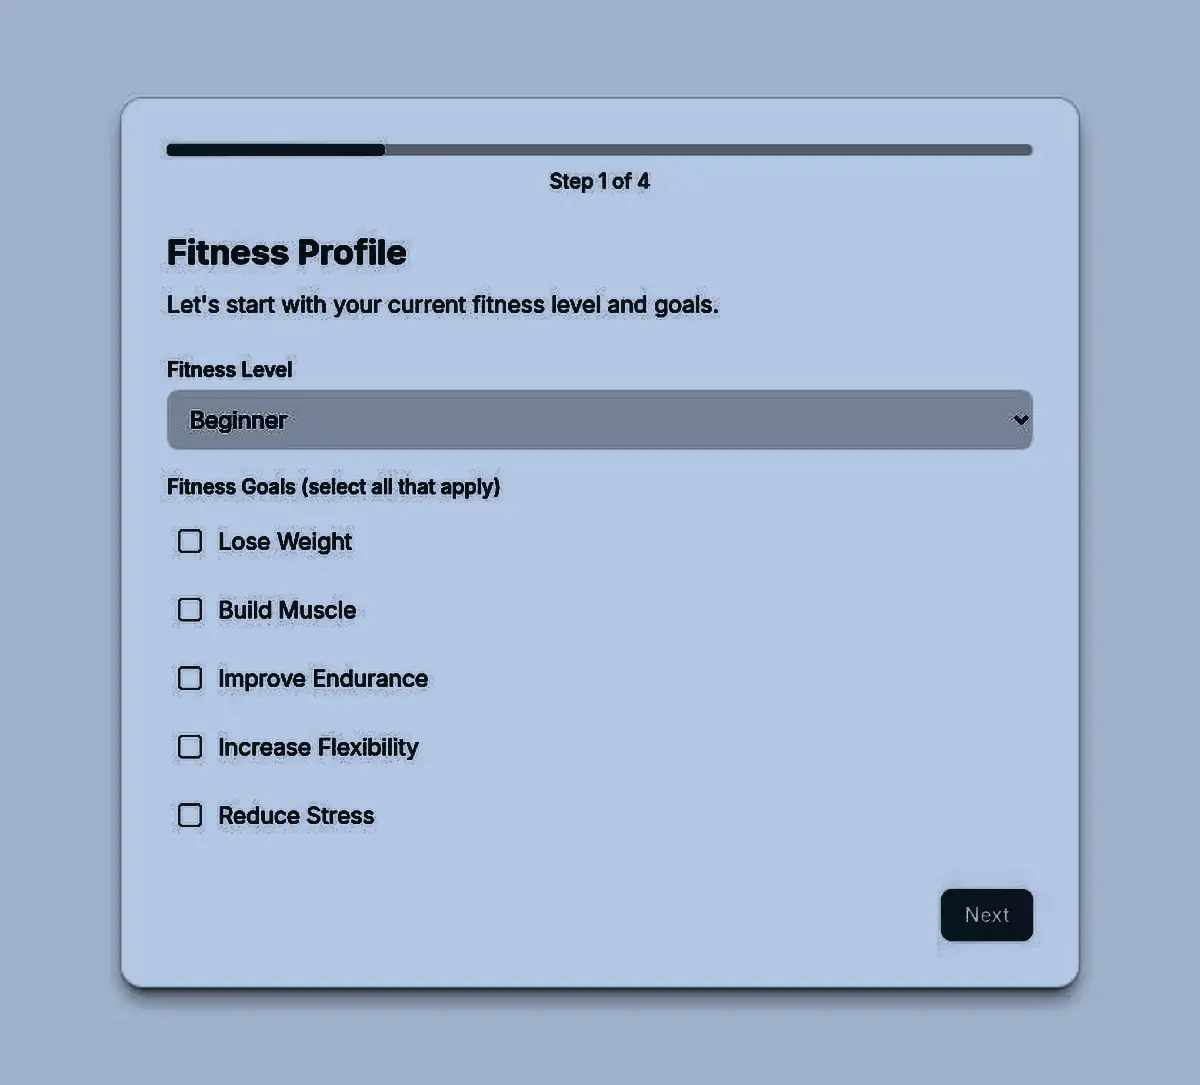 Step 1 of 4
Fitness Profile
Let's start with your current fitness level and goals.
Fitness Level
Beginner
Fitness Goals (select all that apply)
Lose Weight
Build Muscle
Improve Endurance
Increase Flexibility
Reduce Stress
Next